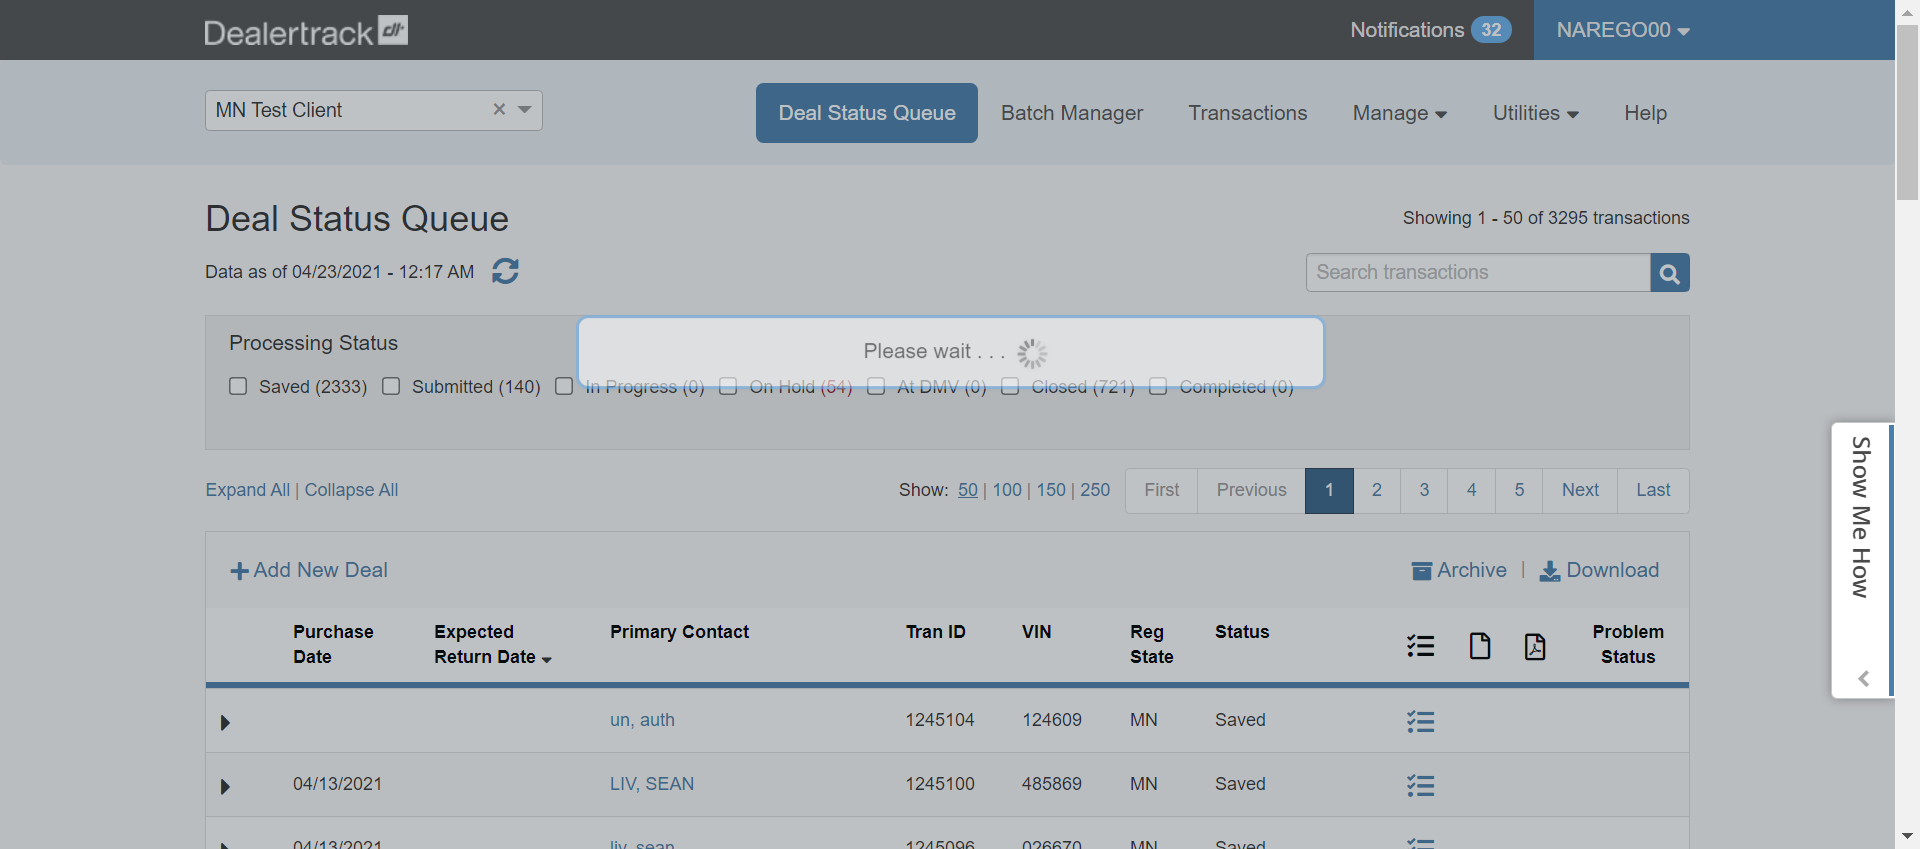 Dealertrack dt
Notifications 32
NAREGO00
MN Test Client ×
Deal Status Queue
Batch Manager
Transactions
Manage
Utilities
Help
Deal Status Queue
Showing 1 - 50 of 3295 transactions
Data as of 04/23/2021 - 12:17 AM
Search transactions
Processing Status
Please wait . . .
Saved (2333) Submitted (140) In Progress (0) On Hold (54) At DMV (0) Closed (721) Completed (0)
Expand All | Collapse All
Show: 50 | 100 | 150 | 250
First Previous 1 2 3 4 5 Next Last
Add New Deal
Archive | Download
Purchase Date
Expected Return Date
Primary Contact
Tran ID
VIN
Reg State
Status
Problem Status
un, auth 1245104 124609 MN Saved
04/13/2021 LIV, SEAN 1245100 485869 MN Saved
04/13/2021 liv, sean 1245096 026670 MN Saved
Show Me How